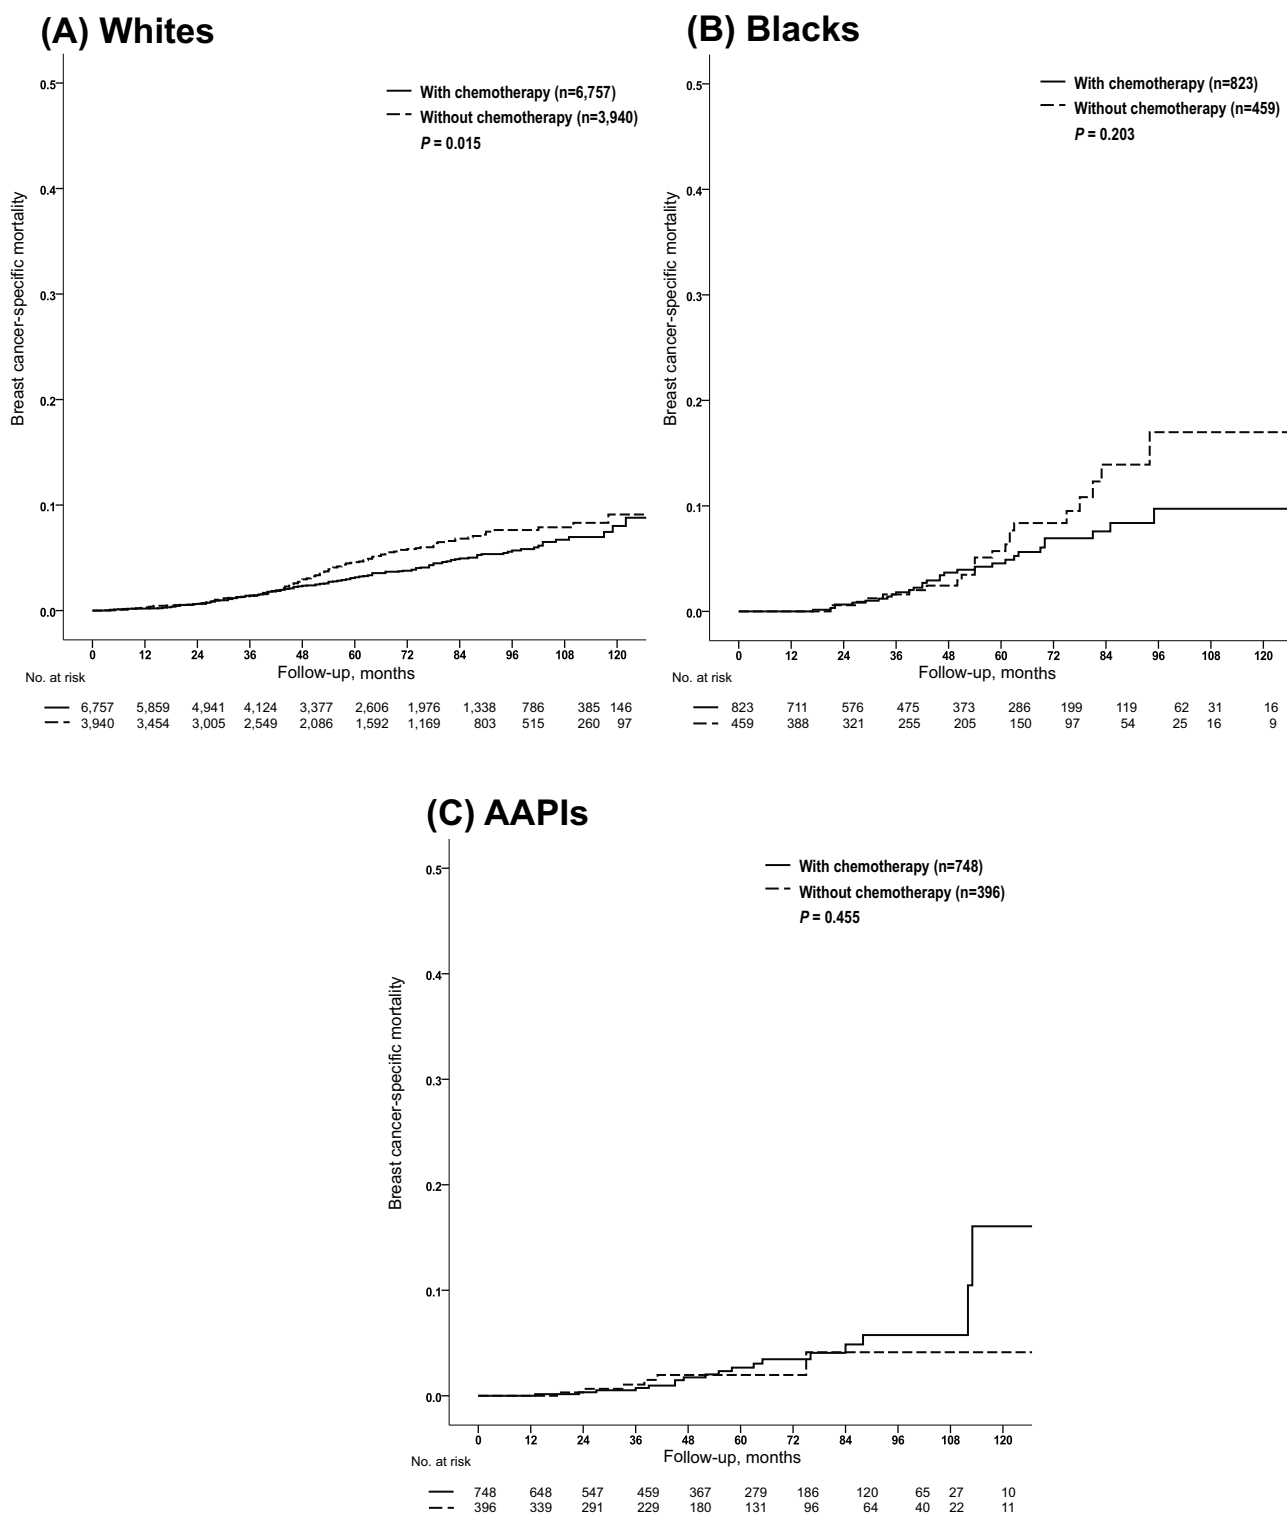 (A) Whites
With chemotherapy (n=6,757)
Without chemotherapy (n=3,940)
P = 0.015
Breast cancer-specific mortality
0.5
0.4
0.3
0.2
0.1
0.0
0 12 24 36 48 60 72 84 96 108 120
Follow-up, months
No. at risk
6,757 5,859 4,941 4,124 3,377 2,606 1,976 1,338 786 385 146
3,940 3,454 3,005 2,549 2,086 1,592 1,169 803 515 260 97
(B) Blacks
With chemotherapy (n=823)
Without chemotherapy (n=459)
P = 0.203
Breast cancer-specific mortality
0.5
0.4
0.3
0.2
0.1
0.0
0 12 24 36 48 60 72 84 96 108 120
Follow-up, months
No. at risk
823 711 576 475 373 286 199 119 62 31 16
459 388 321 255 205 150 97 54 25 16 9
(C) AAPIs
With chemotherapy (n=748)
Without chemotherapy (n=396)
P = 0.455
Breast cancer-specific mortality
0.5
0.4
0.3
0.2
0.1
0.0
0 12 24 36 48 60 72 84 96 108 120
Follow-up, months
No. at risk
748 648 547 459 367 279 186 120 65 27 10
396 339 291 229 180 131 96 64 40 22 11